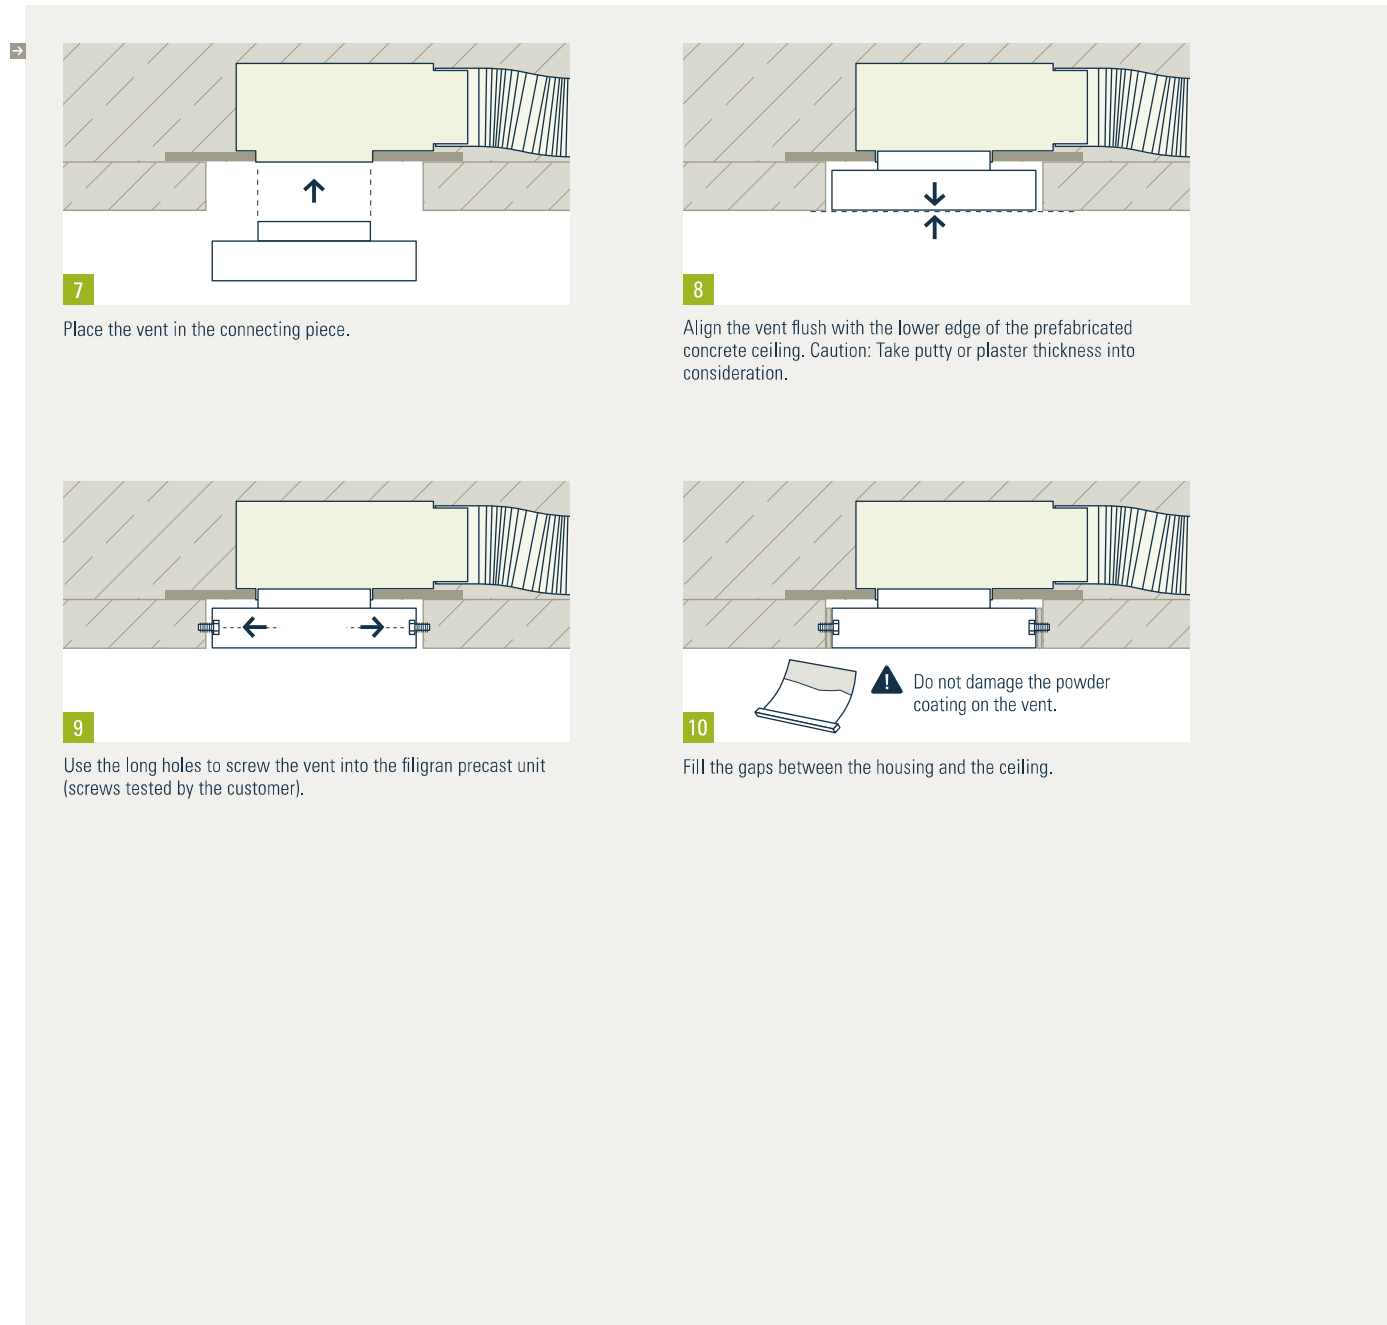 7
Place the vent in the connecting piece.
8
Align the vent flush with the lower edge of the prefabricated
concrete ceiling. Caution: Take putty or plaster thickness into
consideration.
9
Use the long holes to screw the vent into the filigran precast unit
(screws tested by the customer).
Do not damage the powder
coating on the vent.
10
Fill the gaps between the housing and the ceiling.